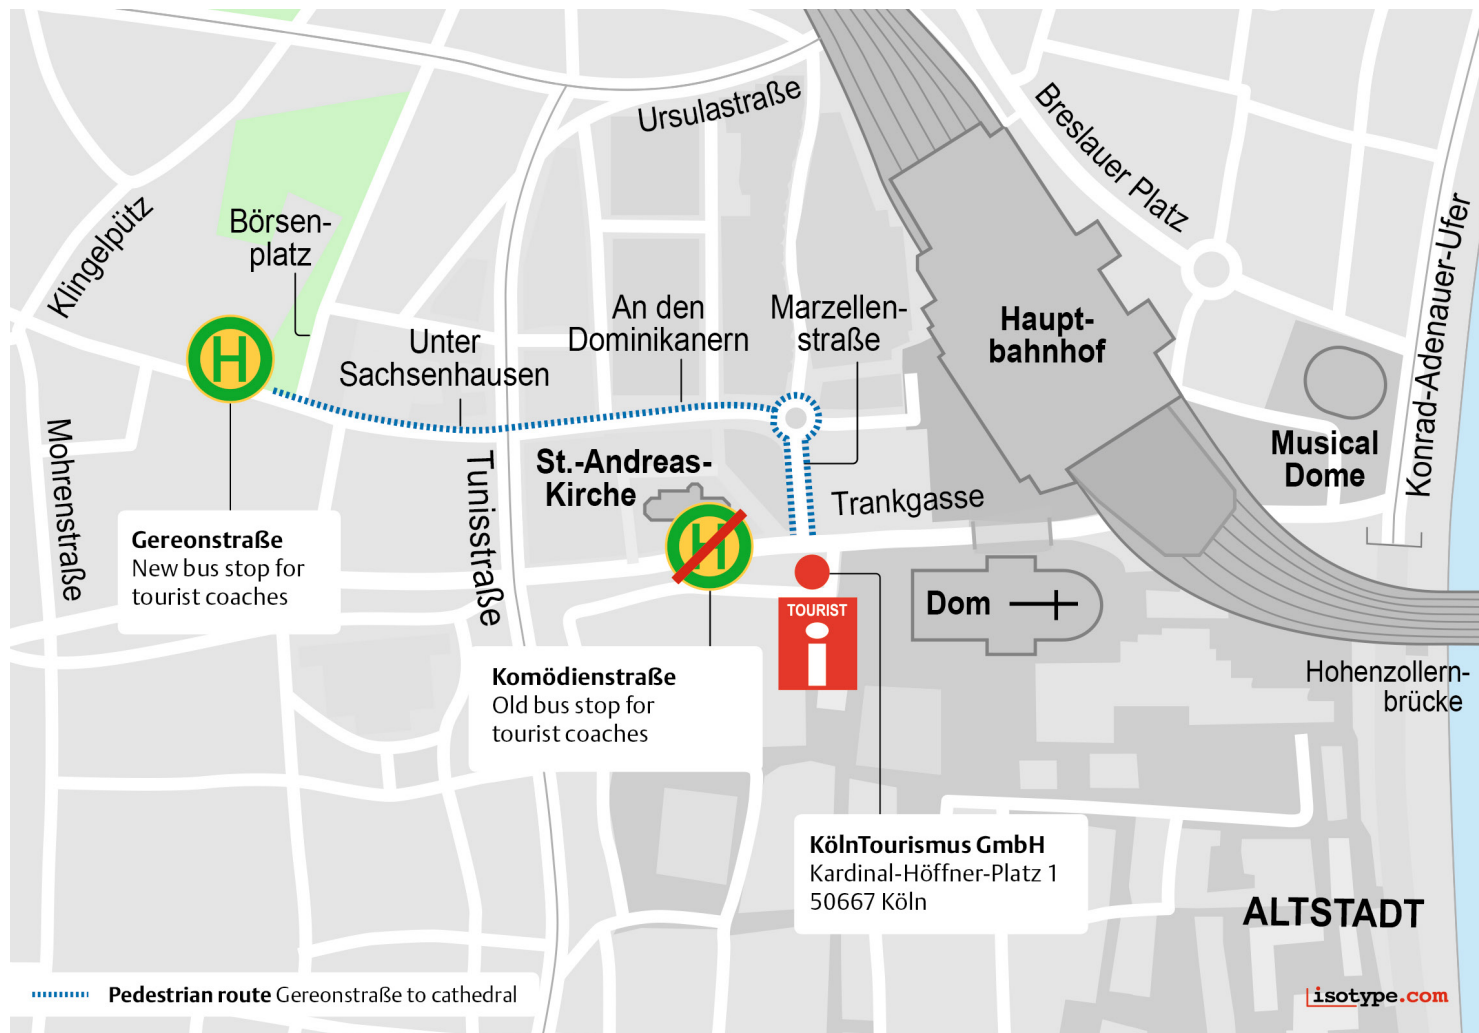 Ursulastraße
Breslauer Platz
Klingelpütz
Börsen-
platz
Konrad-Adenauer-Ufer
An den
Dominikanern
Marzellen-
straße
Haupt-
bahnhof
Unter
Sachsenhausen
H
Mohrenstraße
Tunisstraße
St.-Andreas-
Kirche
Musical
Dome
Trankgasse
H
Gereonstraße
New bus stop for
tourist coaches
Dom
TOURIST
i
Komödienstraße
Old bus stop for
tourist coaches
Hohenzollern-
brücke
KölnTourismus GmbH
Kardinal-Höffner-Platz 1
50667 Köln
ALTSTADT
Pedestrian route Gereonstraße to cathedral
isotype.com